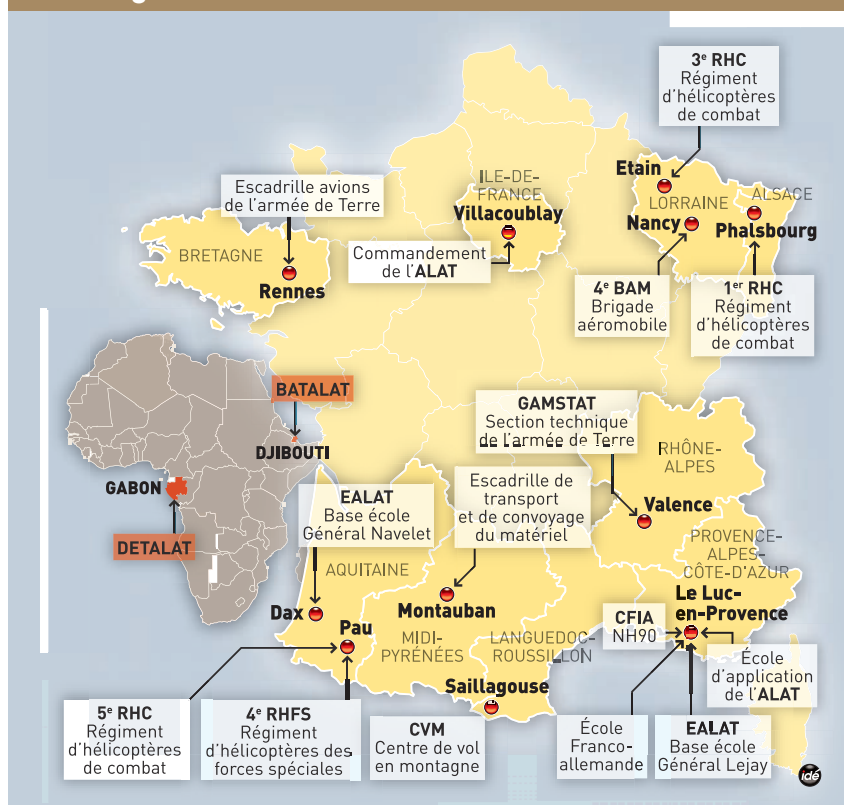 3e RHC
Régiment
d'hélicoptères
de combat
Etain
LORRAINE
ALSACE
Nancy
Phalsbourg
4e BAM
Brigade
aéromobile
1er RHC
Régiment
d'hélicoptères
de combat
ILE-DE-
FRANCE
Villacoublay
Commandement
de l'ALAT
Escadrille avions
de l'armée de Terre
BRETAGNE
Rennes
BATALAT
DJIBOUTI
GABON
DETALAT
GAMSTAT
Section technique
de l'armée de Terre
RHÔNE-
ALPES
Valence
EALAT
Base école
Général Navelet
Escadrille de
transport
et de convoyage
du matériel
AQUITAINE
Dax
Pau
Montauban
MIDI-
PYRÉNÉES
LANGUEDOC-
ROUSSILLON
PROVENCE-
ALPES-
CÔTE-D'AZUR
Le Luc-
en-Provence
CFIA
NH90
École
d'application
de l'ALAT
Saillagouse
5e RHC
Régiment
d'hélicoptères
de combat
4e RHFS
Régiment
d'hélicoptères des
forces spéciales
CVM
Centre de vol
en montagne
École
Franco-
allemande
EALAT
Base école
Général Lejay
idé